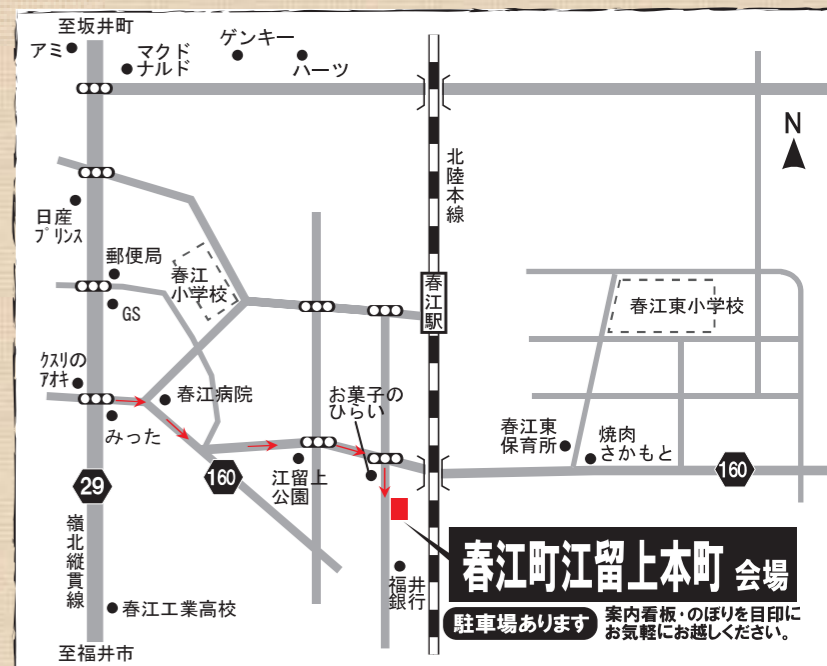 至坂井町
アミ
マクド
ナルド
ゲンキー
ハーツ
N
北陸本線
日産
プリンス
郵便局
GS
春江
小学校
春江駅
春江東小学校
クスリの
アオキ
みった
春江病院
お菓子の
ひらい
江留上
公園
春江東
保育所
焼肉
さかもと
160
160
29
嶺北縦貫線
春江工業高校
福井
銀行
至福井市
春江町江留上本町 会場
駐車場あります
案内看板・のぼりを目印に
お気軽にお越しください。